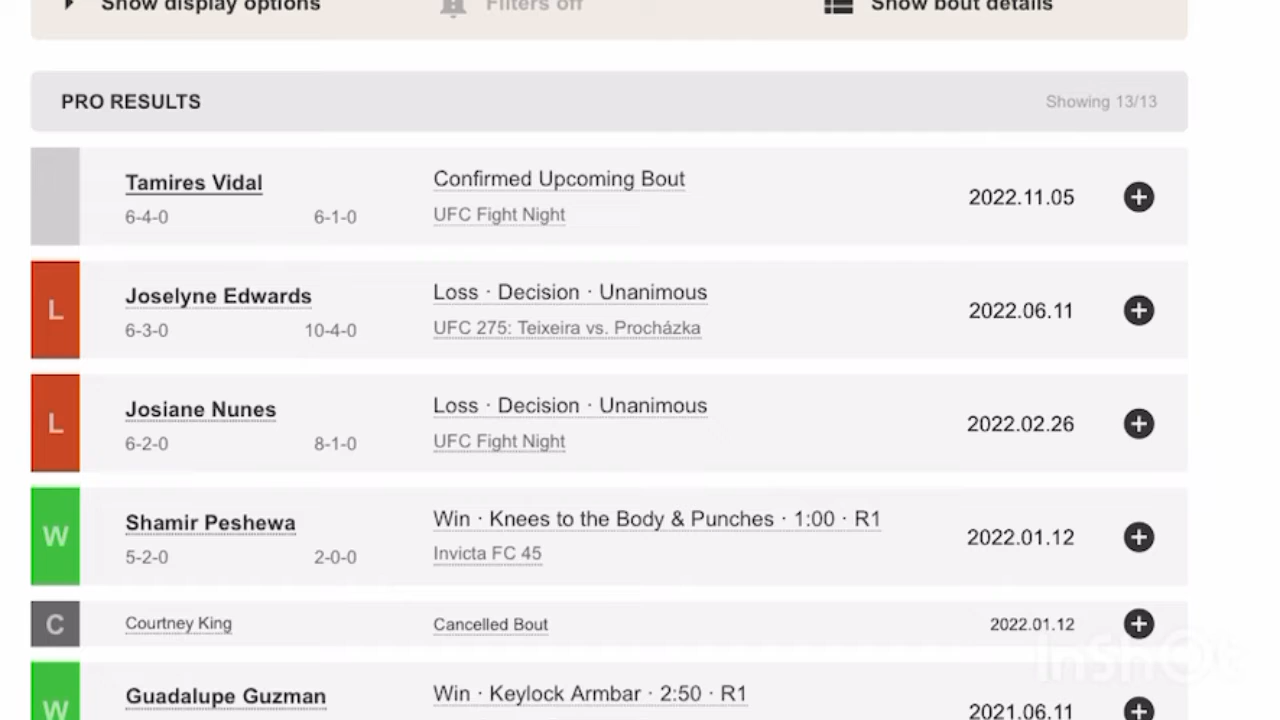 Show display options Filters off Show bout details
PRO RESULTS Showing 13/13
Tamires Vidal Confirmed Upcoming Bout 2022.11.05
6-4-0 6-1-0 UFC Fight Night
L Joselyne Edwards Loss · Decision · Unanimous 2022.06.11
6-3-0 10-4-0 UFC 275: Teixeira vs. Procházka
L Josiane Nunes Loss · Decision · Unanimous 2022.02.26
6-2-0 8-1-0 UFC Fight Night
W Shamir Peshewa Win · Knees to the Body & Punches · 1:00 · R1 2022.01.12
5-2-0 2-0-0 Invicta FC 45
C Courtney King Cancelled Bout 2022.01.12
InShOt
W Guadalupe Guzman Win · Keylock Armbar · 2:50 · R1 2021.06.11